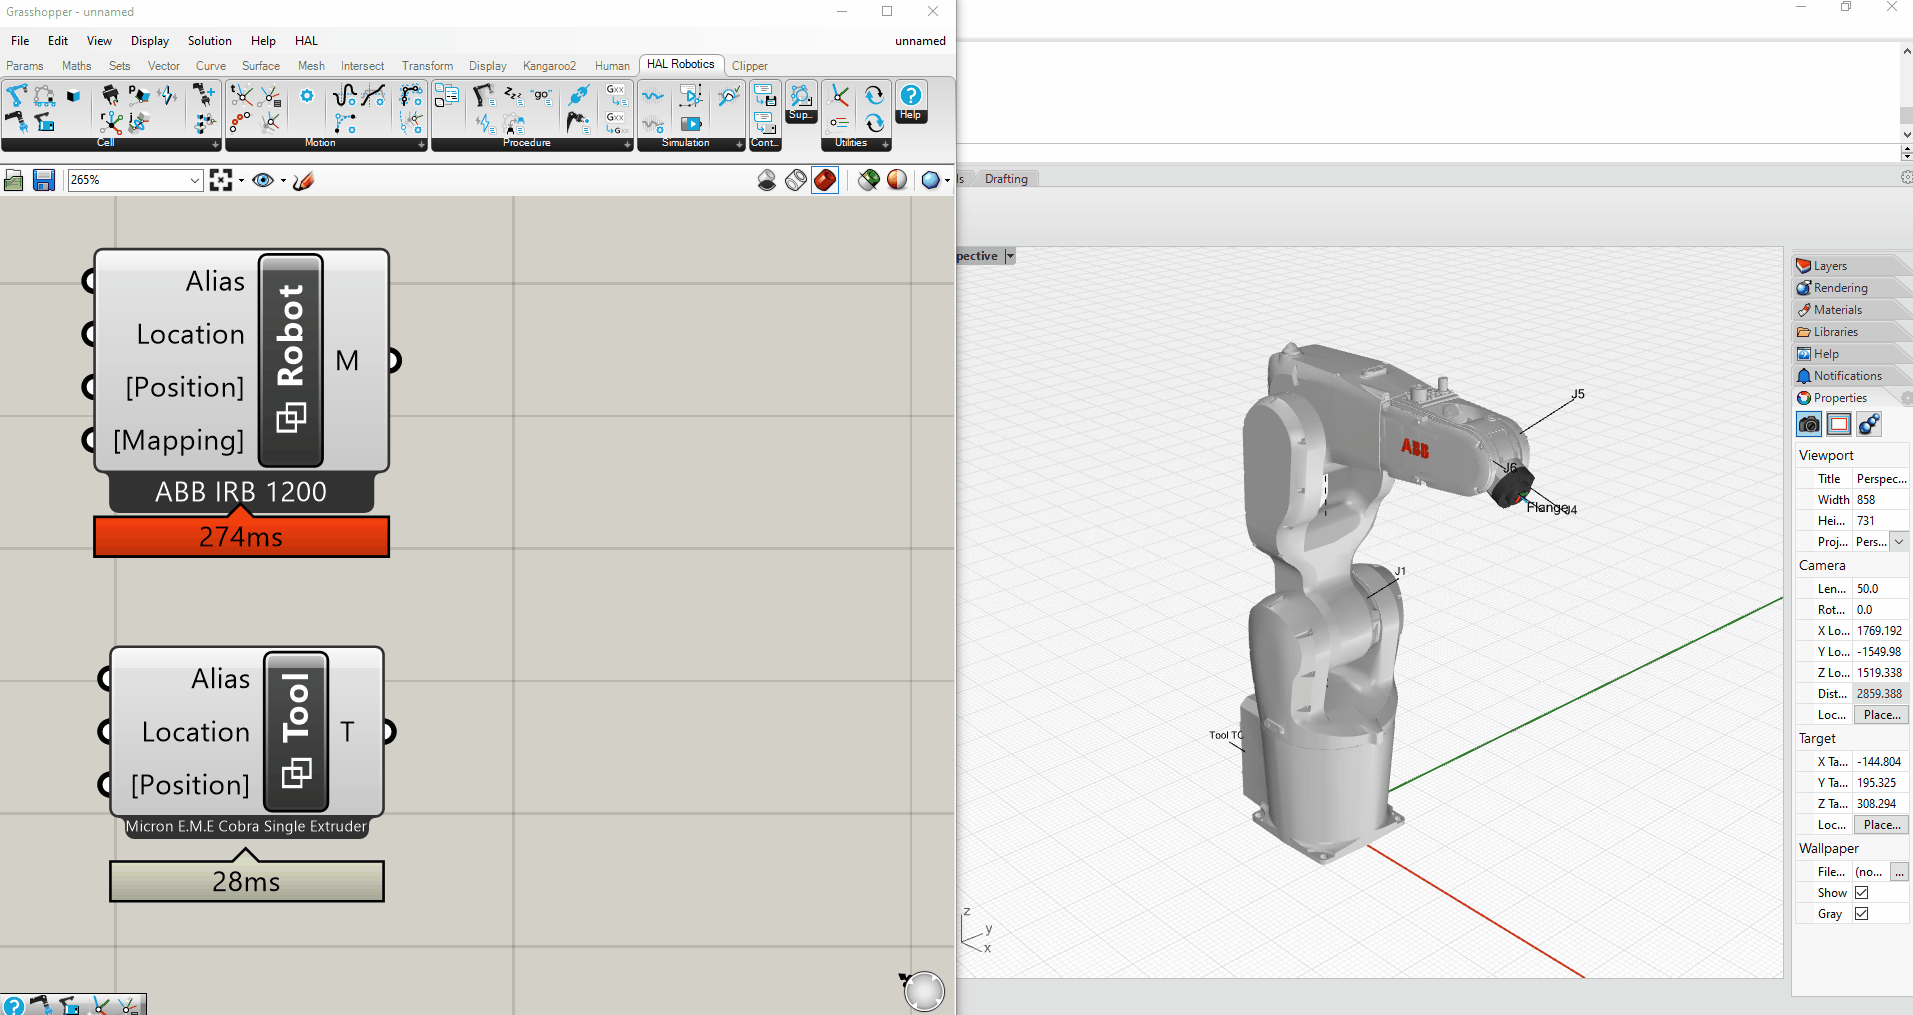 Grasshopper - unnamed
File Edit View Display Solution Help HAL unnamed
Params Maths Sets Vector Curve Surface Mesh Intersect Transform Display Kangaroo2 Human HAL Robotics Clipper
Cell Motion Procedure Simulation Cont... Sup... Utilities Help
265%
ls Drafting
Alias
Location
[Position]
[Mapping]
Robot
M
ABB IRB 1200
274ms
Alias
Location
[Position]
Tool
T
Micron E.M.E Cobra Single Extruder
28ms
pective
J5
ABB
J6
Flange
J4
J1
Tool TC
z
y
x
Layers
Rendering
Materials
Libraries
Help
Notifications
Properties
Viewport
Title Perspec...
Width 858
Hei... 731
Proj... Pers...
Camera
Len... 50.0
Rot... 0.0
X Lo... 1769.192
Y Lo... -1549.98
Z Lo... 1519.338
Dist... 2859.388
Loc... Place...
Target
X Ta... -144.804
Y Ta... 195.325
Z Ta... 308.294
Loc... Place...
Wallpaper
File... (no... ...
Show
Gray